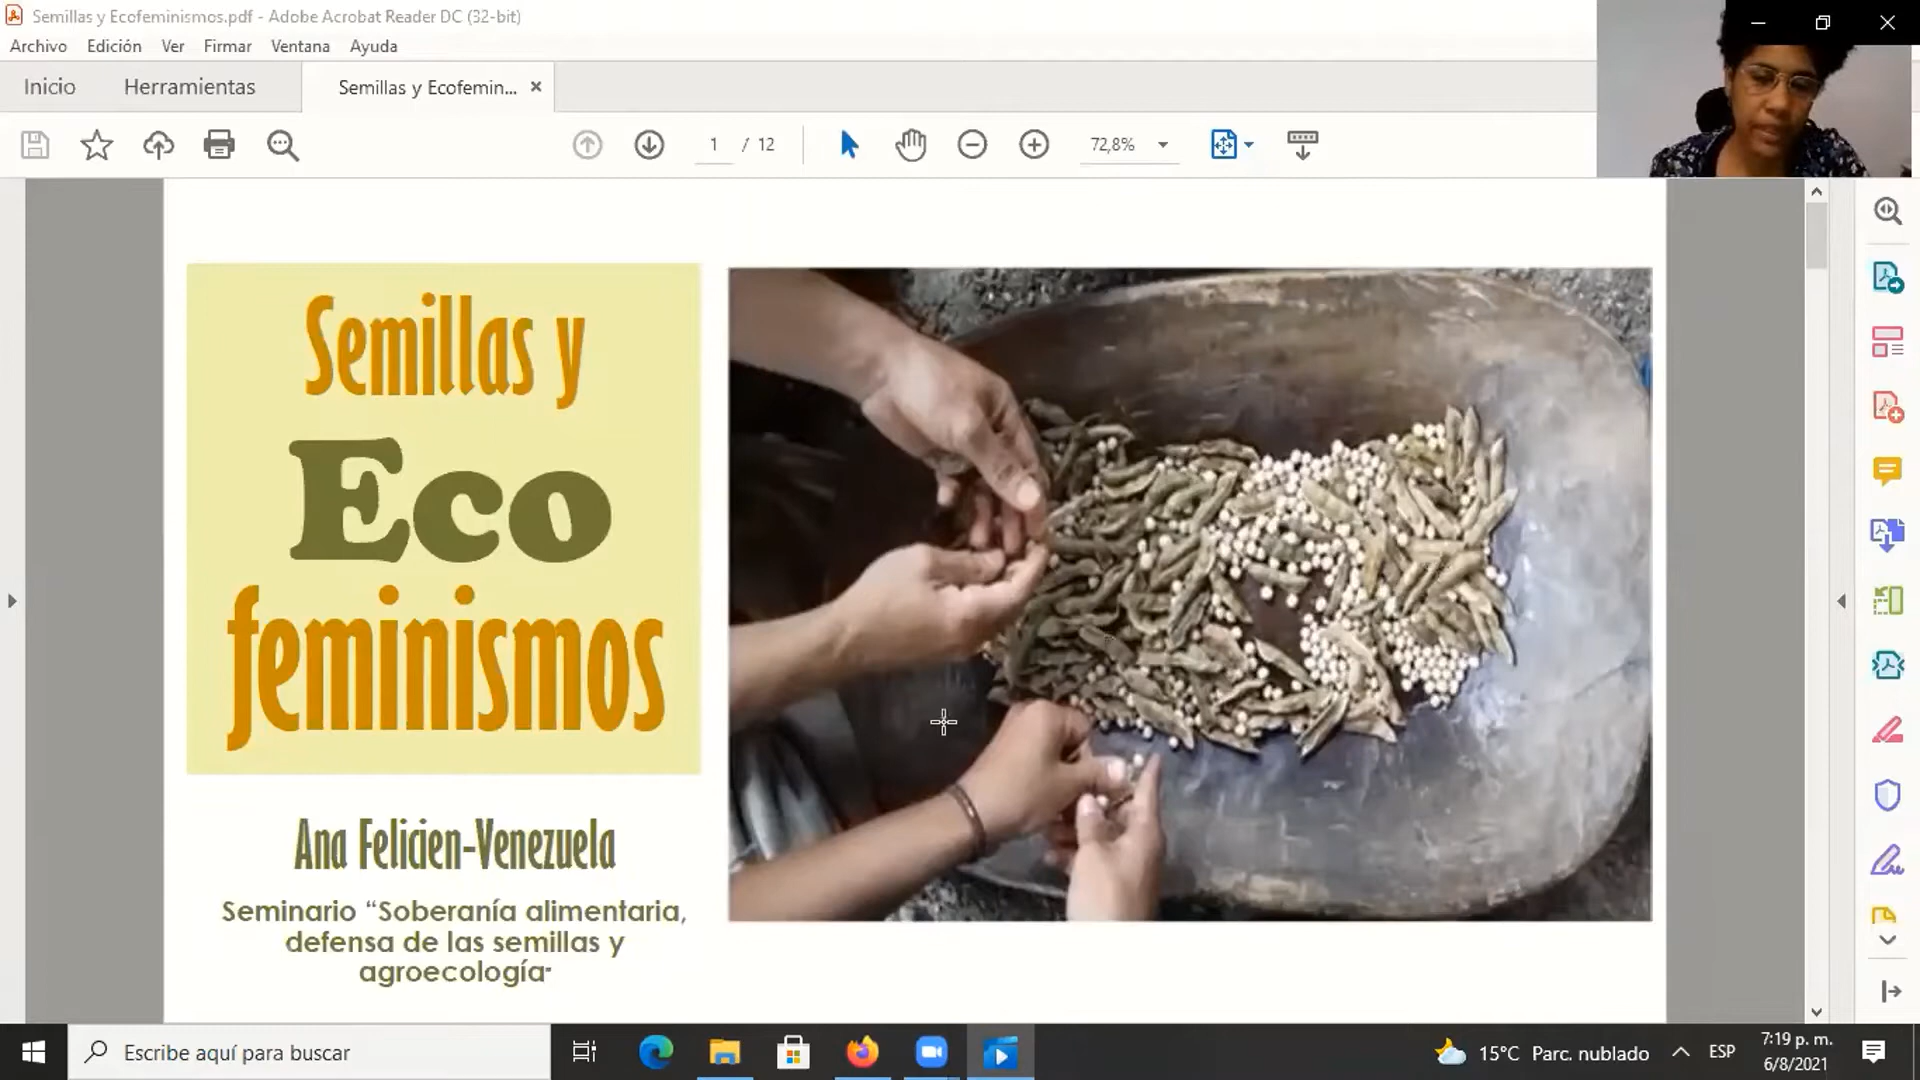 Semillas y Ecofeminismos.pdf - Adobe Acrobat Reader DC (32-bit)
Archivo Edición Ver Firmar Ventana Ayuda
Inicio Herramientas Semillas y Ecofemin... ×
1 / 12 72,8%
Semillas y
Eco
feminismos
Ana Felicien-Venezuela
Seminario “Soberanía alimentaria,
defensa de las semillas y
agroecología"
Escribe aquí para buscar
15°C Parc. nublado ESP
7:19 p. m.
6/8/2021